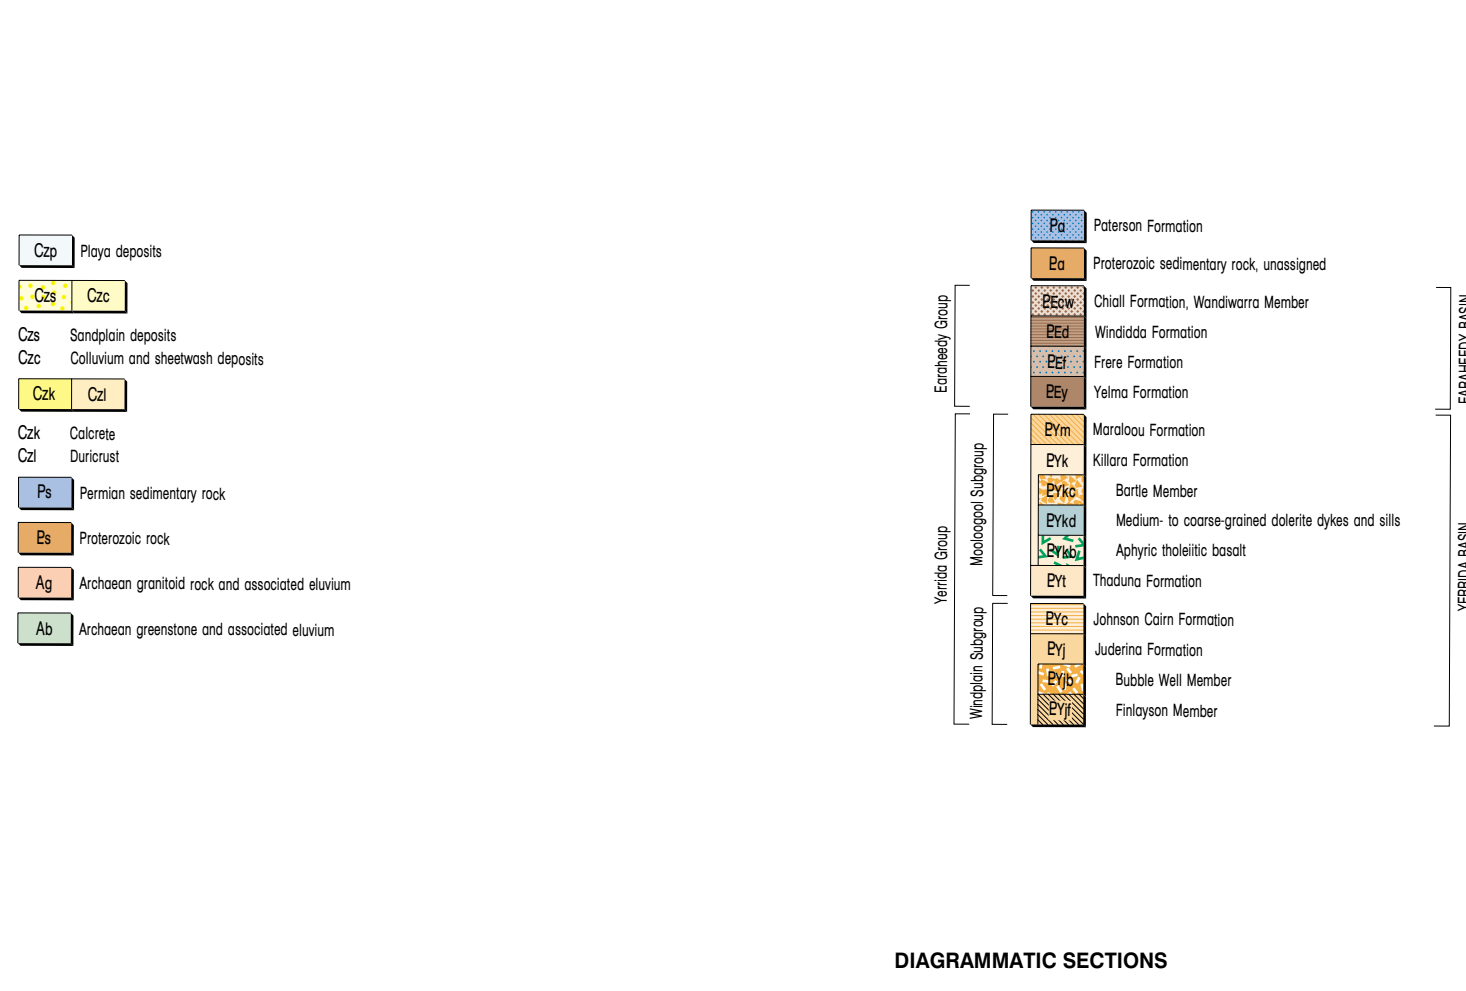 Czp Playa deposits
Czs Czc
Czs Sandplain deposits
Czc Colluvium and sheetwash deposits
Czk Czl
Czk Calcrete
Czl Duricrust
Ps Permian sedimentary rock
Ps Proterozoic rock
Ag Archaean granitoid rock and associated eluvium
Ab Archaean greenstone and associated eluvium
Pa Paterson Formation
Pa Proterozoic sedimentary rock, unassigned
Earaheedy Group
PEcw Chiall Formation, Wandiwarra Member
PEd Windidda Formation
PEf Frere Formation
PEy Yelma Formation
EARAHEEDY BASIN
Yerrida Group
Mooloogool Subgroup
PYm Maraloou Formation
PYk Killara Formation
PYkc Bartle Member
PYkd Medium- to coarse-grained dolerite dykes and sills
PYkb Aphyric tholeiitic basalt
PYt Thaduna Formation
Windplain Subgroup
PYc Johnson Cairn Formation
PYj Juderina Formation
PYjb Bubble Well Member
PYjf Finlayson Member
YERRIDA BASIN
DIAGRAMMATIC SECTIONS